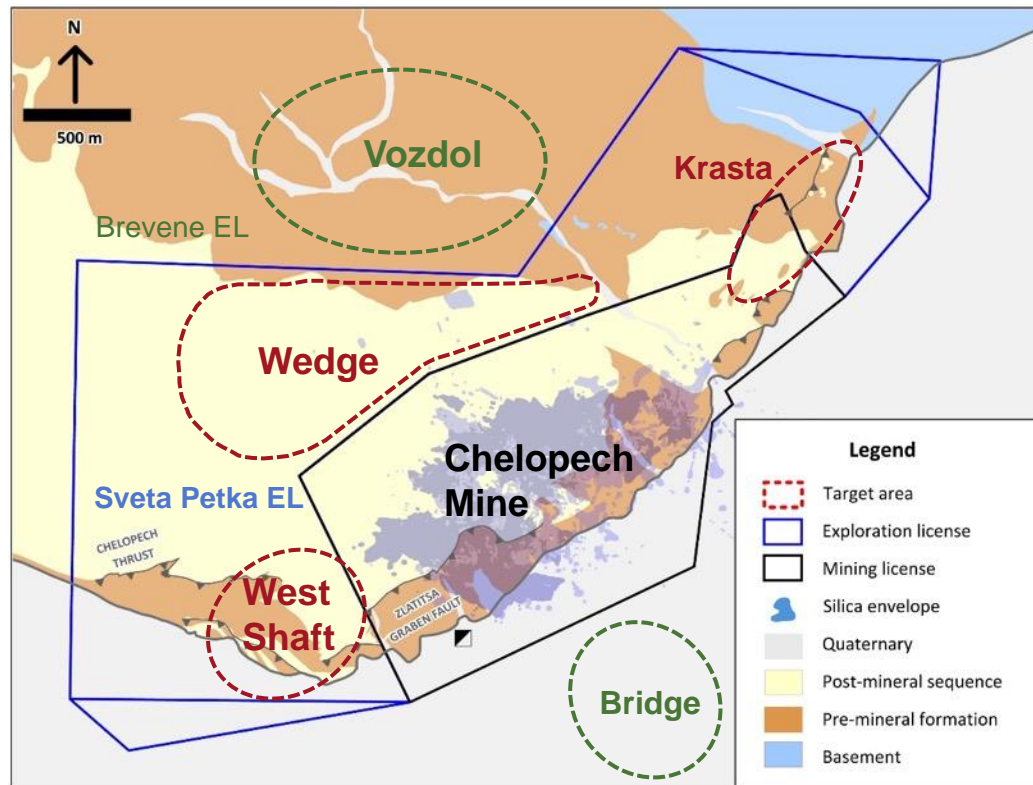 N
500 m
Vozdol
Krasta
Brevene EL
Wedge
Chelopech
Mine
Sveta Petka EL
CHELOPECH
THRUST
West
Shaft
ZLATITSA
GRABEN FAULT
Bridge
Legend
Target area
Exploration license
Mining license
Silica envelope
Quaternary
Post-mineral sequence
Pre-mineral formation
Basement